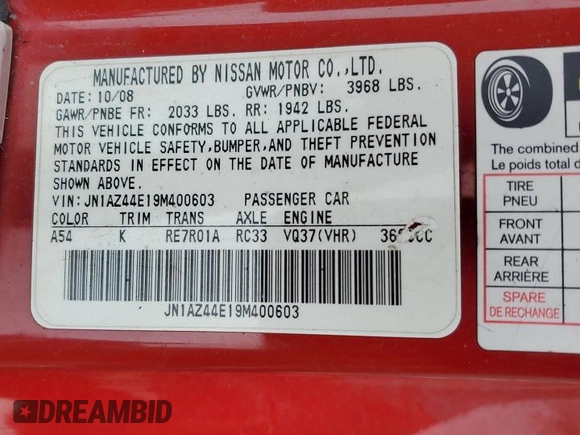 MANUFACTURED BY NISSAN MOTOR CO.,LTD.
DATE: 10/08 GVWR/PNBV: 3968 LBS.
GAWR/PNBE FR: 2033 LBS. RR: 1942 LBS.
THIS VEHICLE CONFORMS TO ALL APPLICABLE FEDERAL
MOTOR VEHICLE SAFETY,BUMPER,AND THEFT PREVENTION
STANDARDS IN EFFECT ON THE DATE OF MANUFACTURE
SHOWN ABOVE.
VIN: JN1AZ44E19M400603 PASSENGER CAR
COLOR TRIM TRANS AXLE ENGINE
A54 K RE7R01A RC33 VQ37(VHR)
JN1AZ44E19M400603
The combined
Le poids total
TIRE
PNEU
FRONT
AVANT
REAR
ARRIÈRE
SPARE
DE RECHANGE
DREAMBID